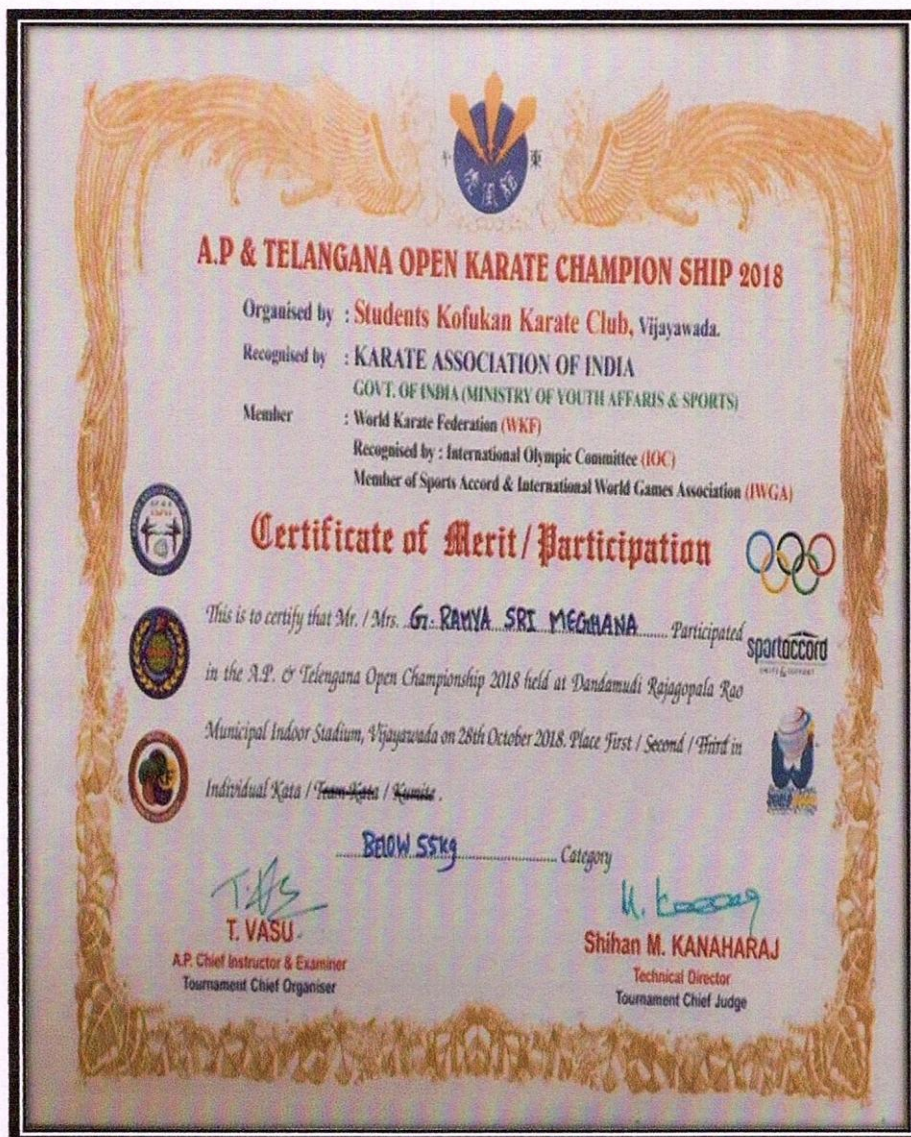 午 東
A.P & TELANGANA OPEN KARATE CHAMPION SHIP 2018
Organised by : Students Kofukan Karate Club, Vijayawada.
Recognised by : KARATE ASSOCIATION OF INDIA
GOVT. OF INDIA (MINISTRY OF YOUTH AFFARIS & SPORTS)
Member : World Karate Federation (WKF)
Recognised by : International Olympic Committee (IOC)
Member of Sports Accord & International World Games Association (IWGA)
KAI
Certificate of Merit / Participation
This is to certify that Mr. / Mrs. G. RAMYA SRI MEGHANA Participated
sportaccord
in the A.P. & Telengana Open Championship 2018 held at Dandamudi Rajagopala Rao
Municipal Indoor Stadium, Vijayawada on 28th October 2018. Place First / Second / Third in
Individual Kata / Team Kata / Kumite .
BELOW 55kg Category
T. VASU
A.P. Chief Instructor & Examiner
Tournament Chief Organiser
Shihan M. KANAHARAJ
Technical Director
Tournament Chief Judge